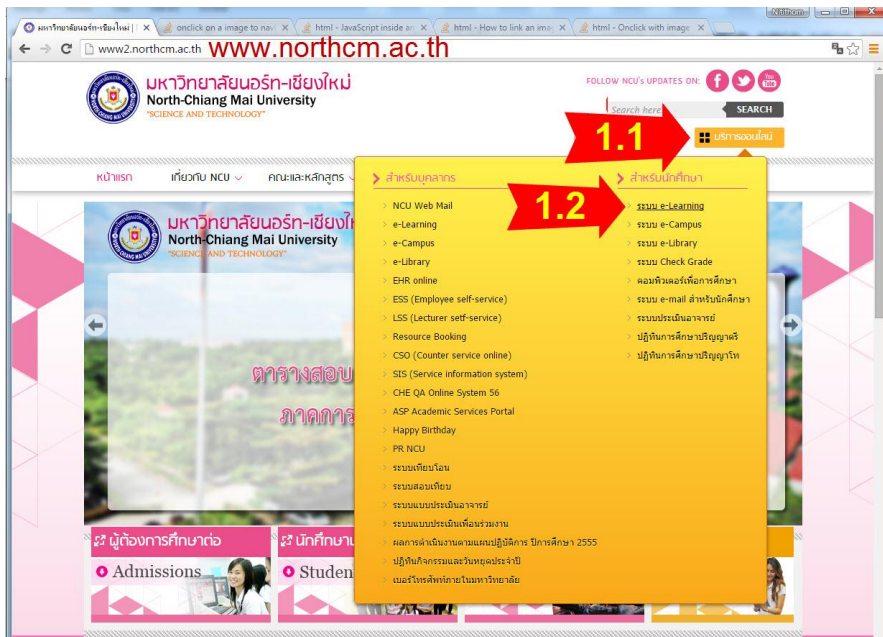 Nitithorn
มหาวิทยาลัยนอร์ท-เชียงใหม่ |
onclick on a image to navi
html - JavaScript inside an
html - How to link an imag
html - Onclick with image
www2.northcm.ac.th www.northcm.ac.th
มหาวิทยาลัยนอร์ท-เชียงใหม่
North-Chiang Mai University
"SCIENCE AND TECHNOLOGY"
FOLLOW NCU's UPDATES ON:
You Tube
Search here
SEARCH
1.1
บริการออนไลน์
หน้าแรก
เกี่ยวกับ NCU
คณะและหลักสูตร
สำหรับบุคลากร
NCU Web Mail
e-Learning
e-Campus
e-Library
EHR online
ESS (Employee self-service)
LSS (Lecturer setf-service)
Resource Booking
CSO (Counter service online)
SIS (Service information system)
CHE QA Online System 56
ASP Academic Services Portal
Happy Birthday
PR NCU
ระบบเทียบโอน
ระบบสอบเทียบ
ระบบแบบประเมินอาจารย์
ระบบแบบประเมินเพื่อนร่วมงาน
ผลการดำเนินงานตามแผนปฏิบัติการ ปีการศึกษา 2555
ปฏิทินกิจกรรมและวันหยุดประจำปี
เบอร์โทรศัพท์ภายในมหาวิทยาลัย
สำหรับนักศึกษา
1.2
ระบบ e-Learning
ระบบ e-Campus
ระบบ e-Library
ระบบ Check Grade
คอมพิวเตอร์เพื่อการศึกษา
ระบบ e-mail สำหรับนักศึกษา
ระบบประเมินอาจารย์
ปฏิทินการศึกษาปริญญาตรี
ปฏิทินการศึกษาปริญญาโท
มหาวิทยาลัยนอร์ท-เชียงใ
North-Chiang Mai University
"SCIENCE AND TECHNOLOGY"
ตารางสอบ
ภาคการ
ผู้ต้องการศึกษาต่อ
Admissions
นักศึกษา
Studen